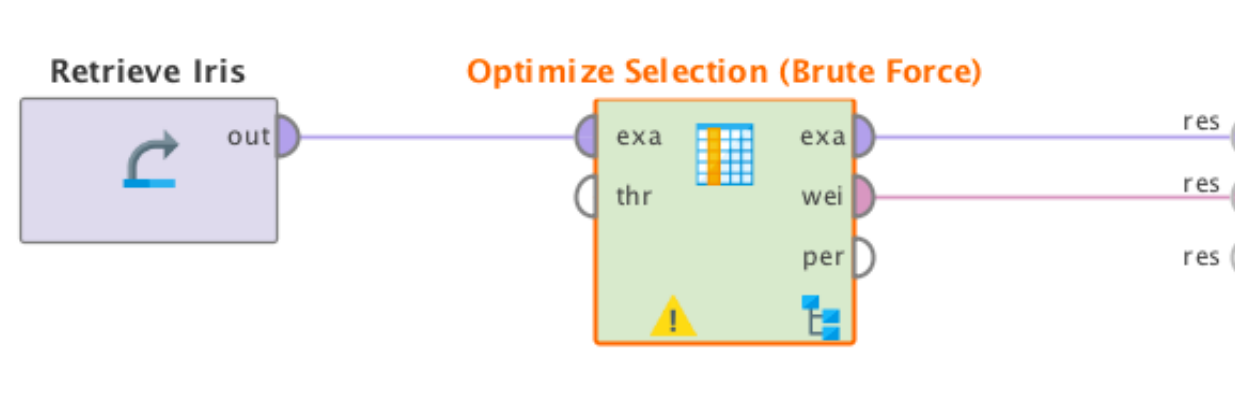 Retrieve Iris
out
Optimize Selection (Brute Force)
exa
thr
exa
wei
per
!
res
res
res